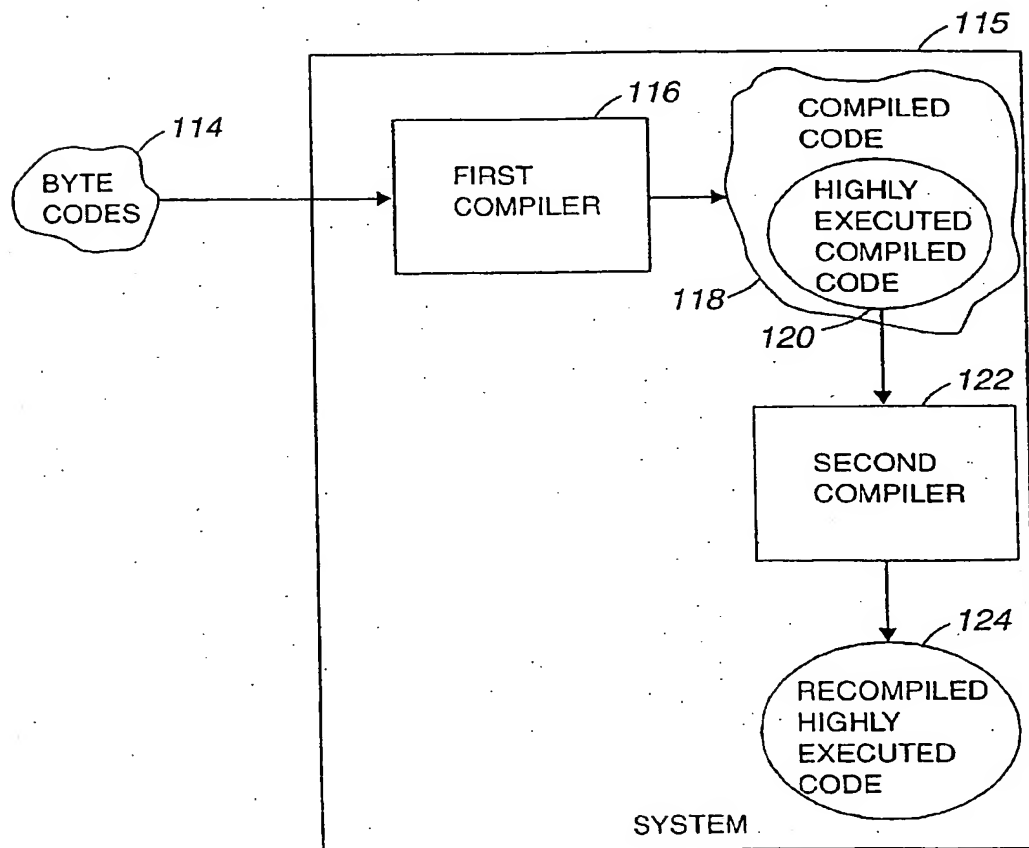 115
116
COMPILED
CODE
114
BYTE
CODES
FIRST
COMPILER
HIGHLY
EXECUTED
COMPILED
CODE
118
120
122
SECOND
COMPILER
124
RECOMPILED
HIGHLY
EXECUTED
CODE
SYSTEM